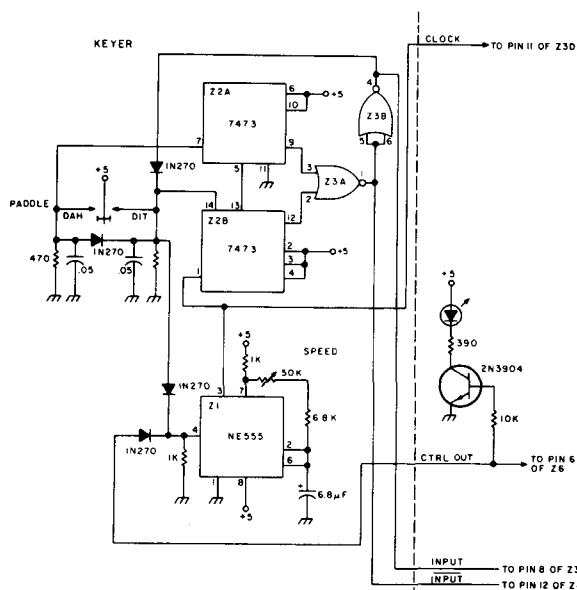 KEYER
CLOCK
TO PIN 11 OF Z3D
4
Z3B
5 6
Z2A
7473
6
10
+5
7
9
5
11
1N270
3
2
Z3A
1
+5
PADDLE
DAH
DIT
14
13
12
Z2B
7473
2
3
4
+5
1
1N270
470
.05
.05
+5
390
2N3904
10K
+5
1K
SPEED
50K
1N270
3
7
Z1
NE555
4
6.8K
2
6
1N270
1K
1
8
+
6.8µF
+5
CTRL OUT
TO PIN 6
OF Z6
INPUT
TO PIN 8 OF Z3
INPUT
TO PIN 12 OF Z